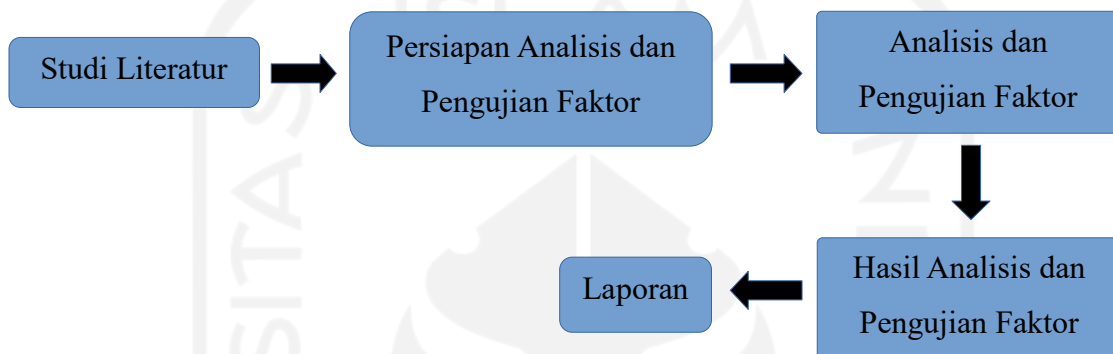 Studi Literatur
Persiapan Analisis dan
Pengujian Faktor
Analisis dan
Pengujian Faktor
Hasil Analisis dan
Pengujian Faktor
Laporan